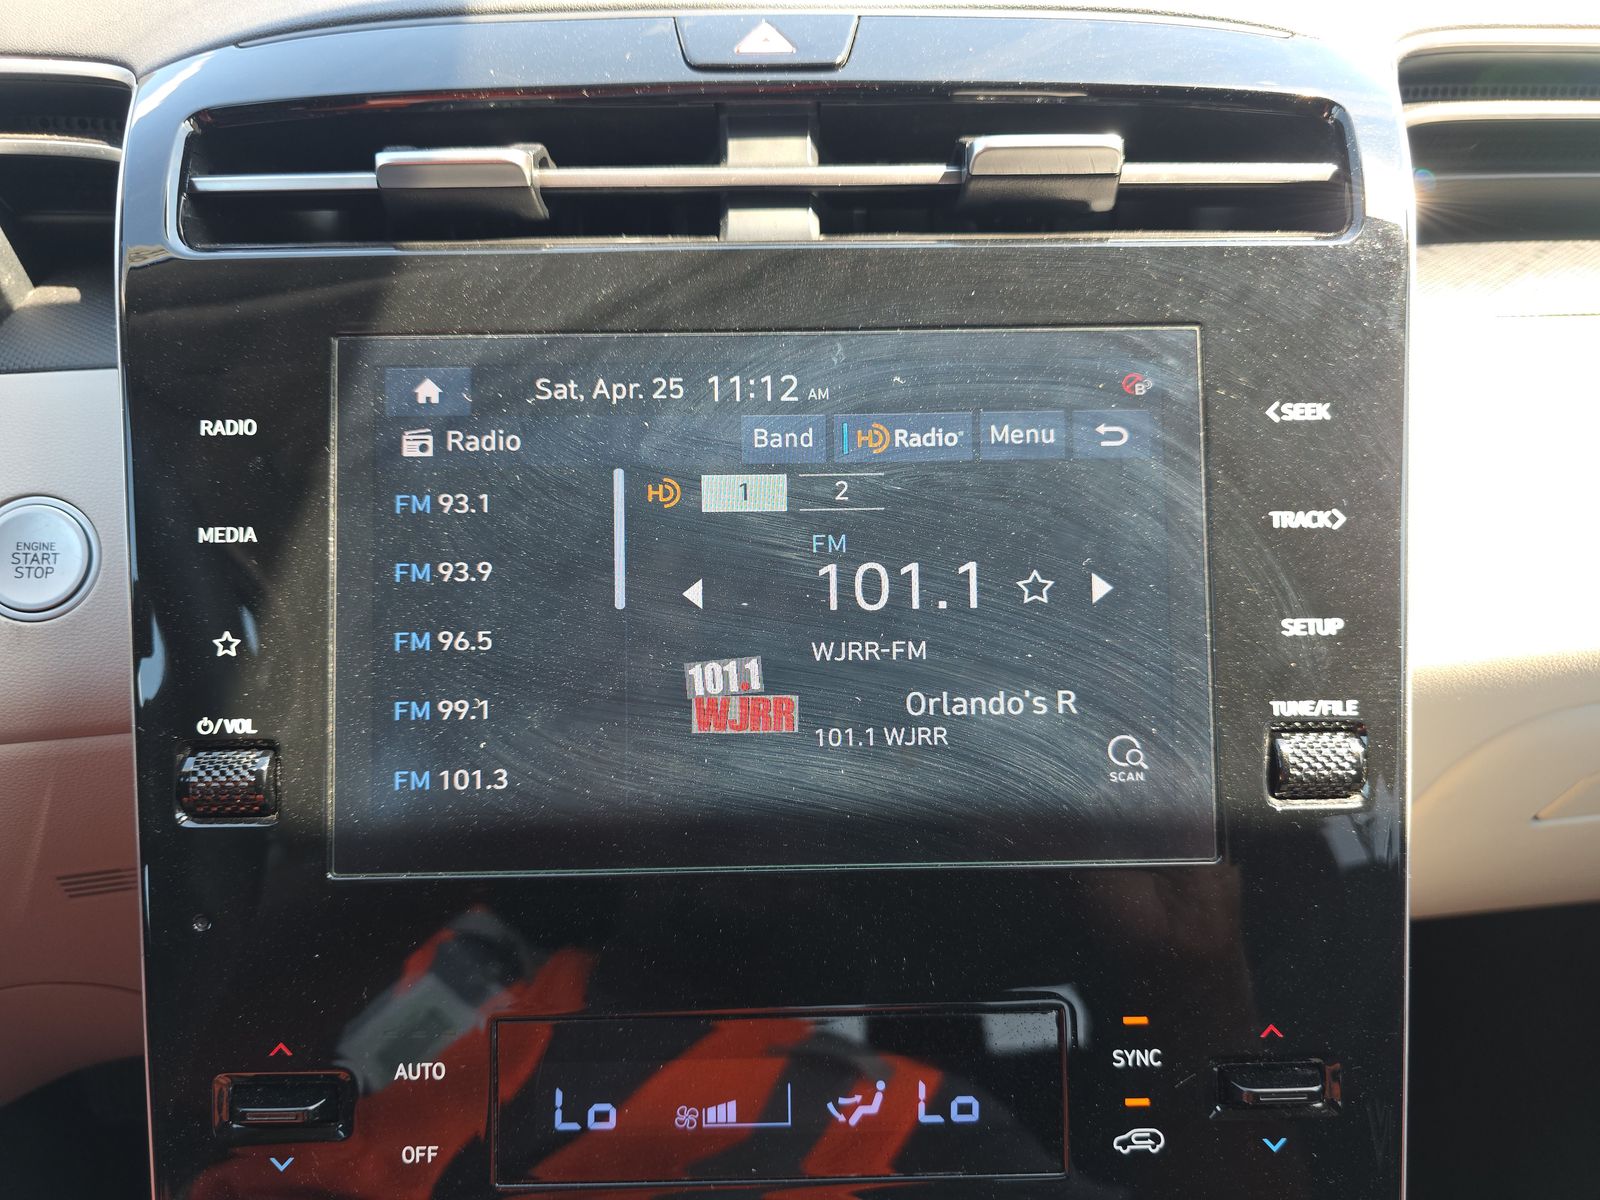 Sat, Apr. 25 11:12 AM
B
Radio
Band
HD Radio
Menu
HD 1 2
FM 93.1
FM 93.9
FM 96.5
FM 99.1
FM 101.3
FM
101.1
WJRR-FM
101.1
WJRR
Orlando's R
101.1 WJRR
SCAN
RADIO
MEDIA
/VOL
ENGINE
START
STOP
<SEEK
TRACK>
SETUP
TUNE/FILE
AUTO
OFF
Lo
Lo
SYNC